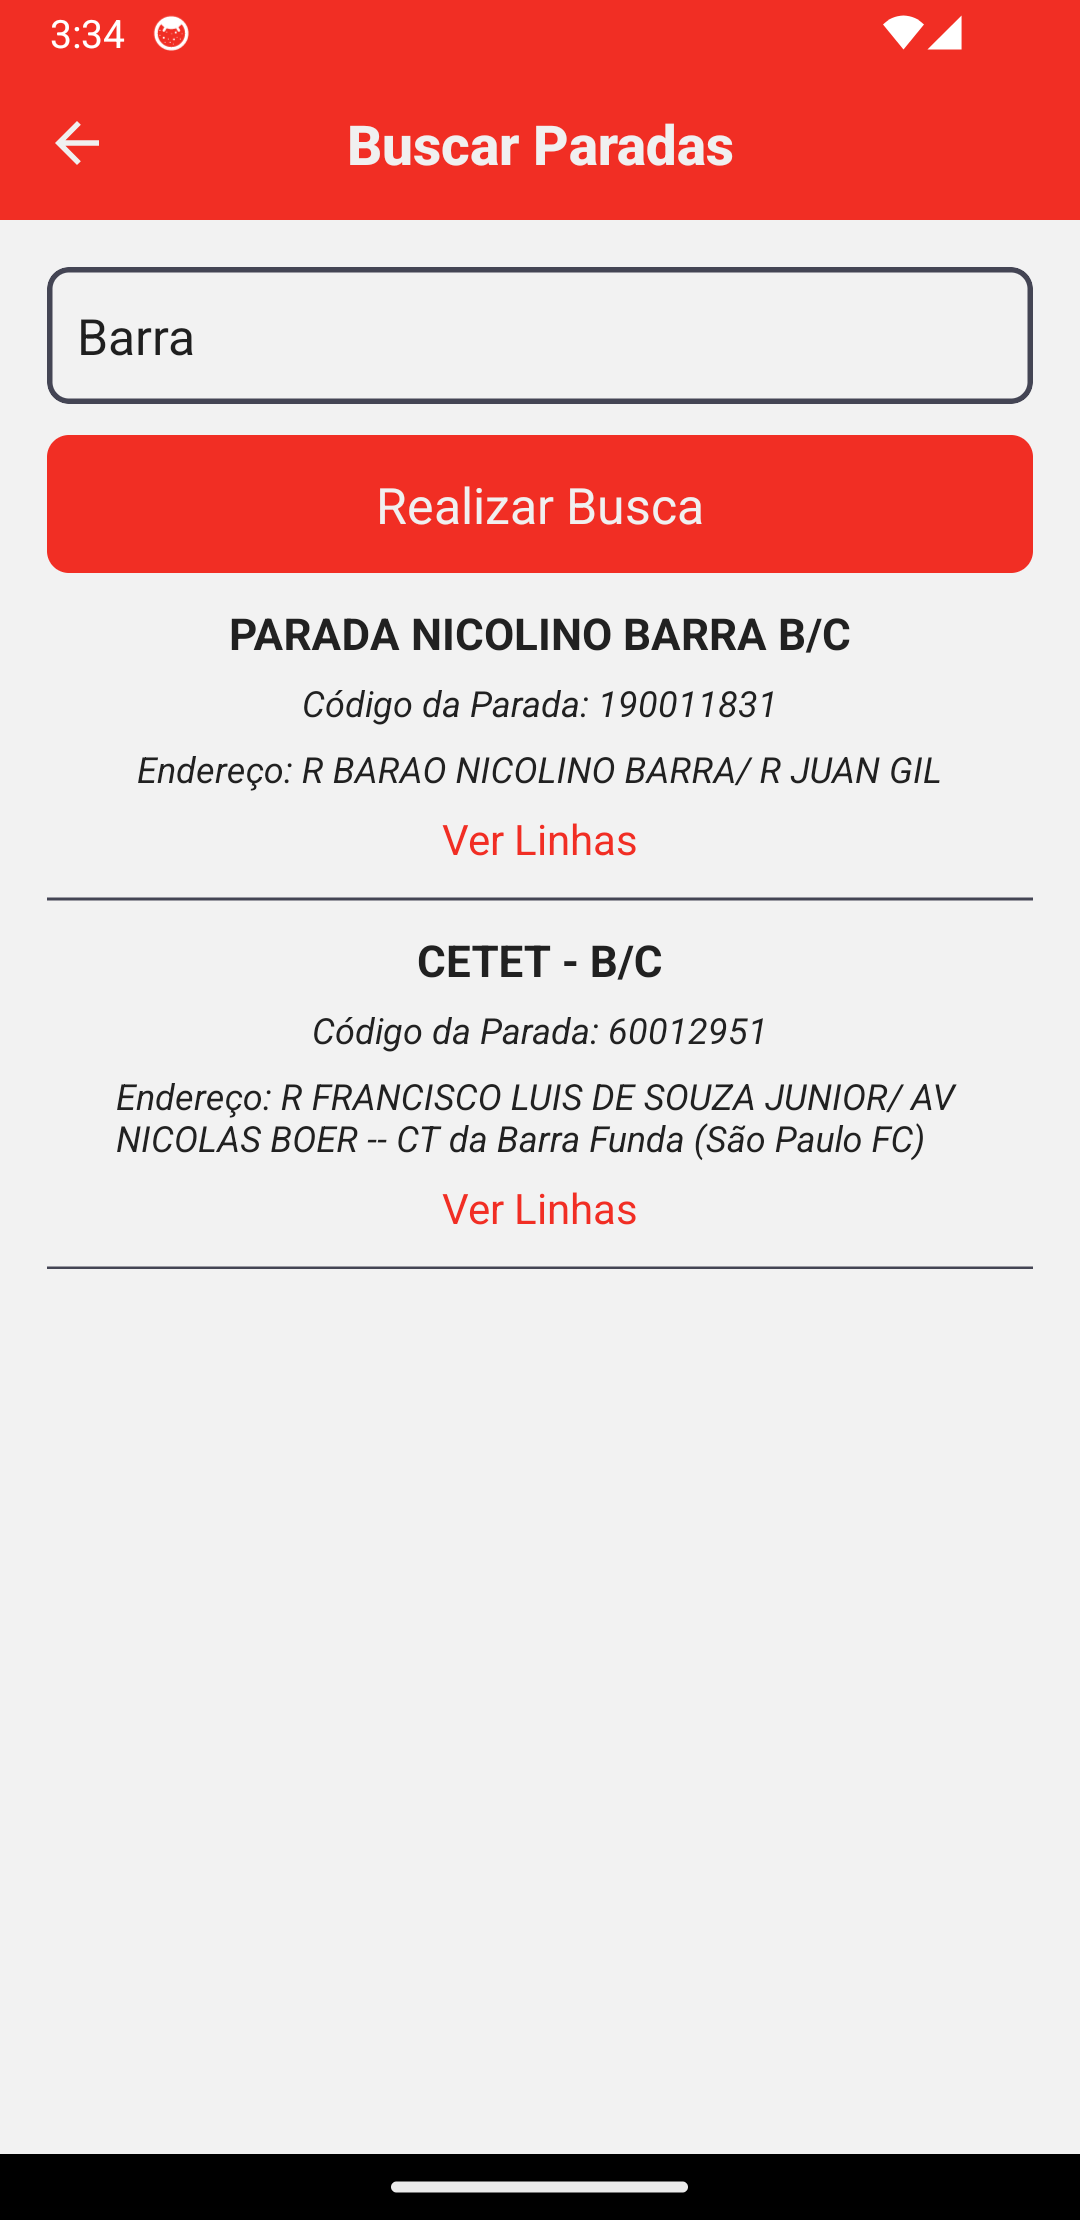 3:34
Buscar Paradas
Barra
Realizar Busca
PARADA NICOLINO BARRA B/C
Código da Parada: 190011831
Endereço: R BARAO NICOLINO BARRA/ R JUAN GIL
Ver Linhas
CETET - B/C
Código da Parada: 60012951
Endereço: R FRANCISCO LUIS DE SOUZA JUNIOR/ AV
NICOLAS BOER -- CT da Barra Funda (São Paulo FC)
Ver Linhas